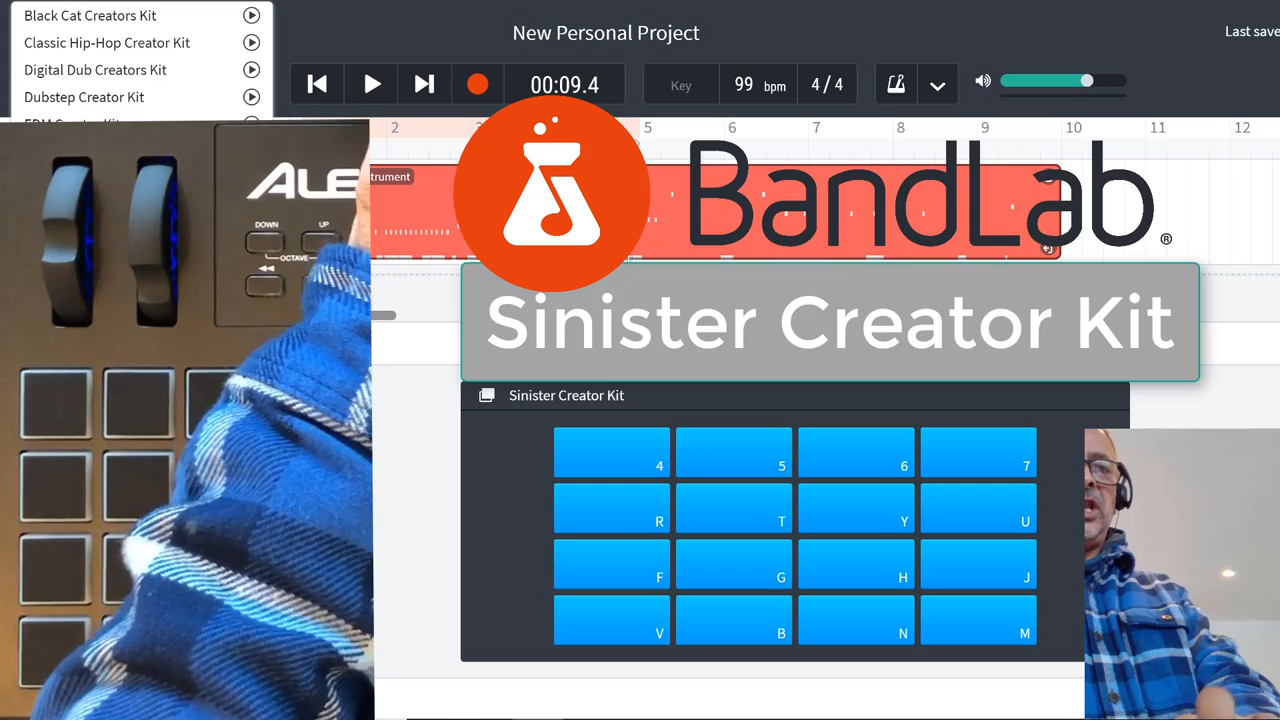 Black Cat Creators Kit
Classic Hip-Hop Creator Kit
Digital Dub Creators Kit
Dubstep Creator Kit
New Personal Project
Last save
00:09.4
Key
99 bpm
4 / 4
2
5
6
7
8
9
10
11
12
strument
BandLab®
Sinister Creator Kit
ALE
DOWN
UP
OCTAVE
Sinister Creator Kit
4 5 6 7
R T Y U
F G H J
V B N M